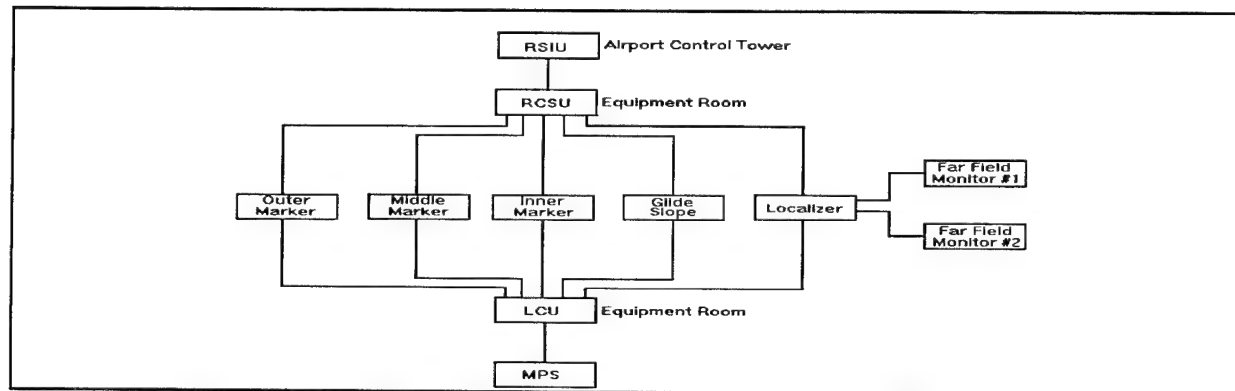 RSIU Airport Control Tower
RCSU Equipment Room
Outer
Marker
Middle
Marker
Inner
Marker
Glide
Slope
Localizer
Far Field
Monitor #1
Far Field
Monitor #2
LCU Equipment Room
MPS